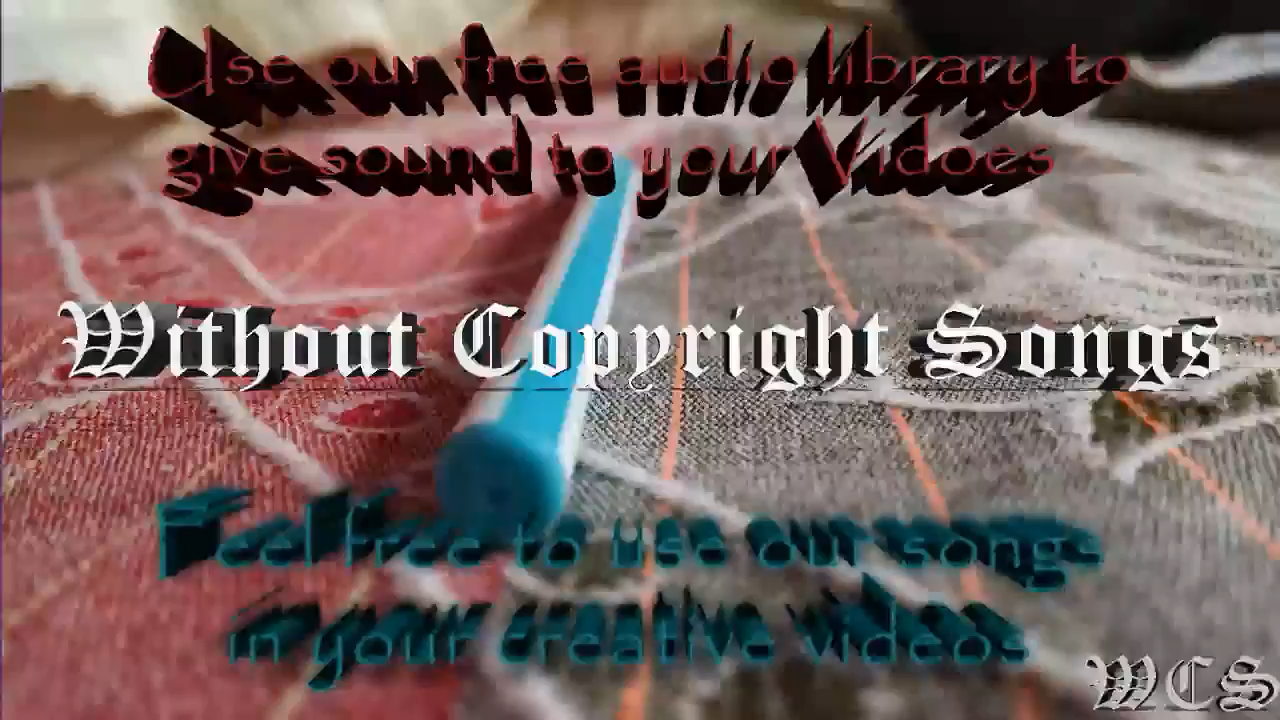 Use our free audio library to
give sound to your Vidoes
Without Copyright Songs
Feel free to use our songs
in your creative videos
WCS